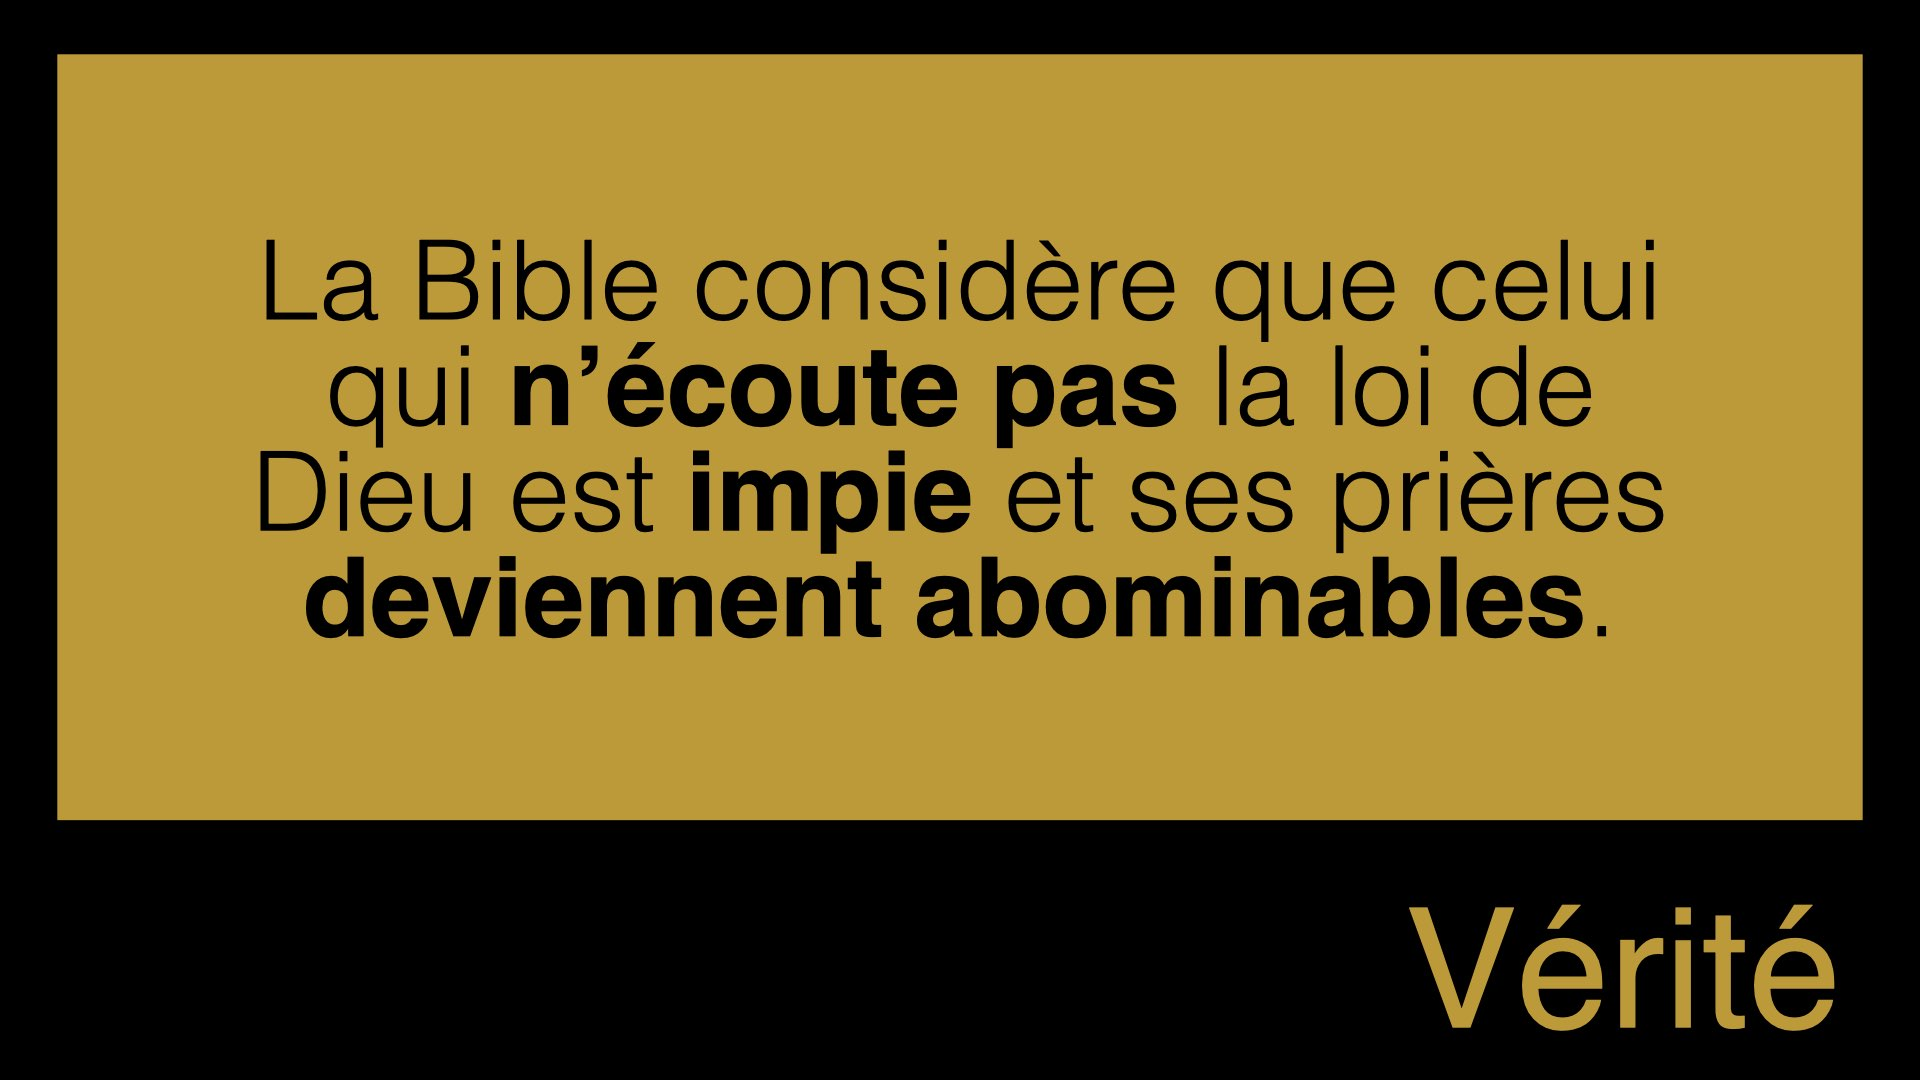 La Bible considère que celui
qui n’écoute pas la loi de
Dieu est impie et ses prières
deviennent abominables.
Vérité